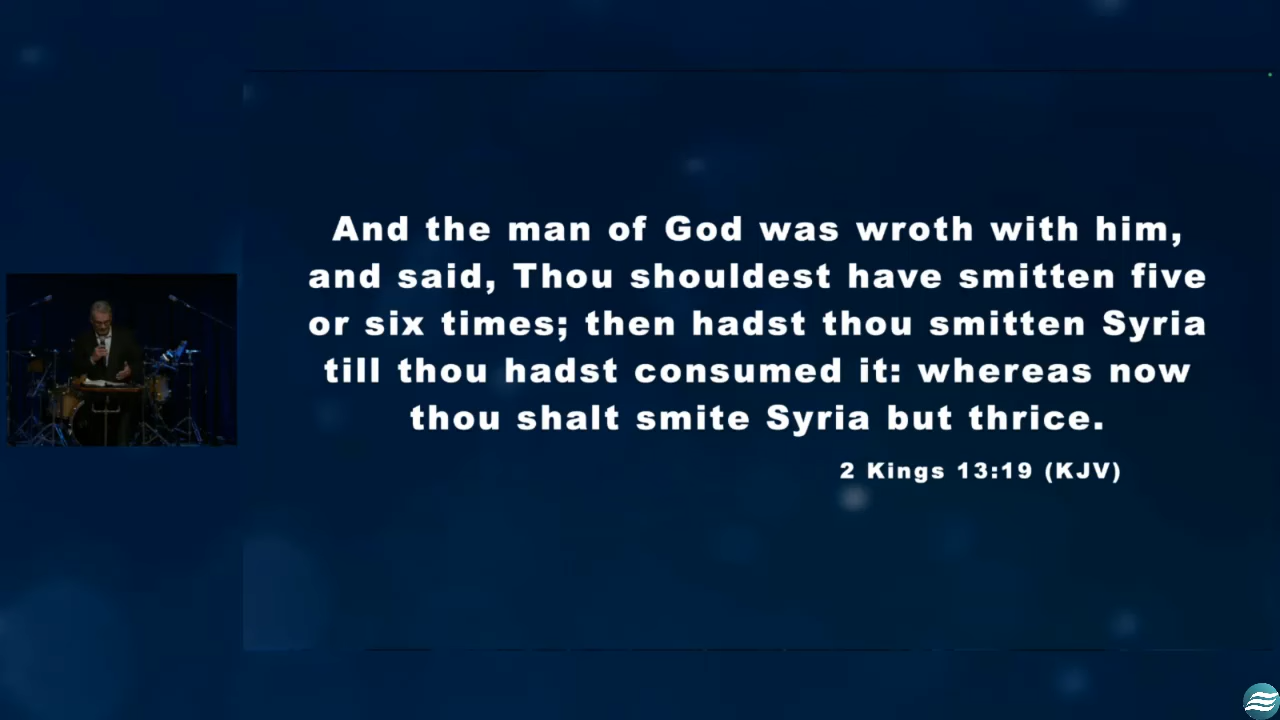 And the man of God was wroth with him,
and said, Thou shouldest have smitten five
or six times; then hadst thou smitten Syria
till thou hadst consumed it: whereas now
thou shalt smite Syria but thrice.
2 Kings 13:19 (KJV)